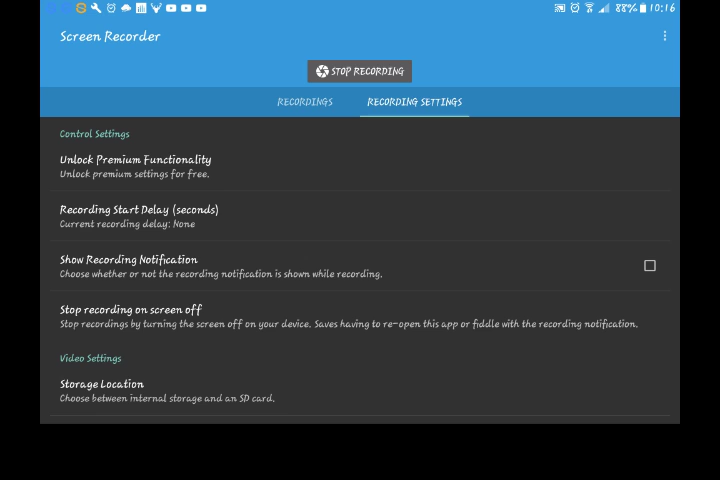 88% 10:16
Screen Recorder
STOP RECORDING
RECORDINGS RECORDING SETTINGS
Control Settings
Unlock Premium Functionality
Unlock premium settings for free.
Recording Start Delay (seconds)
Current recording delay: None
Show Recording Notification
Choose whether or not the recording notification is shown while recording.
Stop recording on screen off
Stop recordings by turning the screen off on your device. Saves having to re-open this app or fiddle with the recording notification.
Video Settings
Storage Location
Choose between internal storage and an SD card.